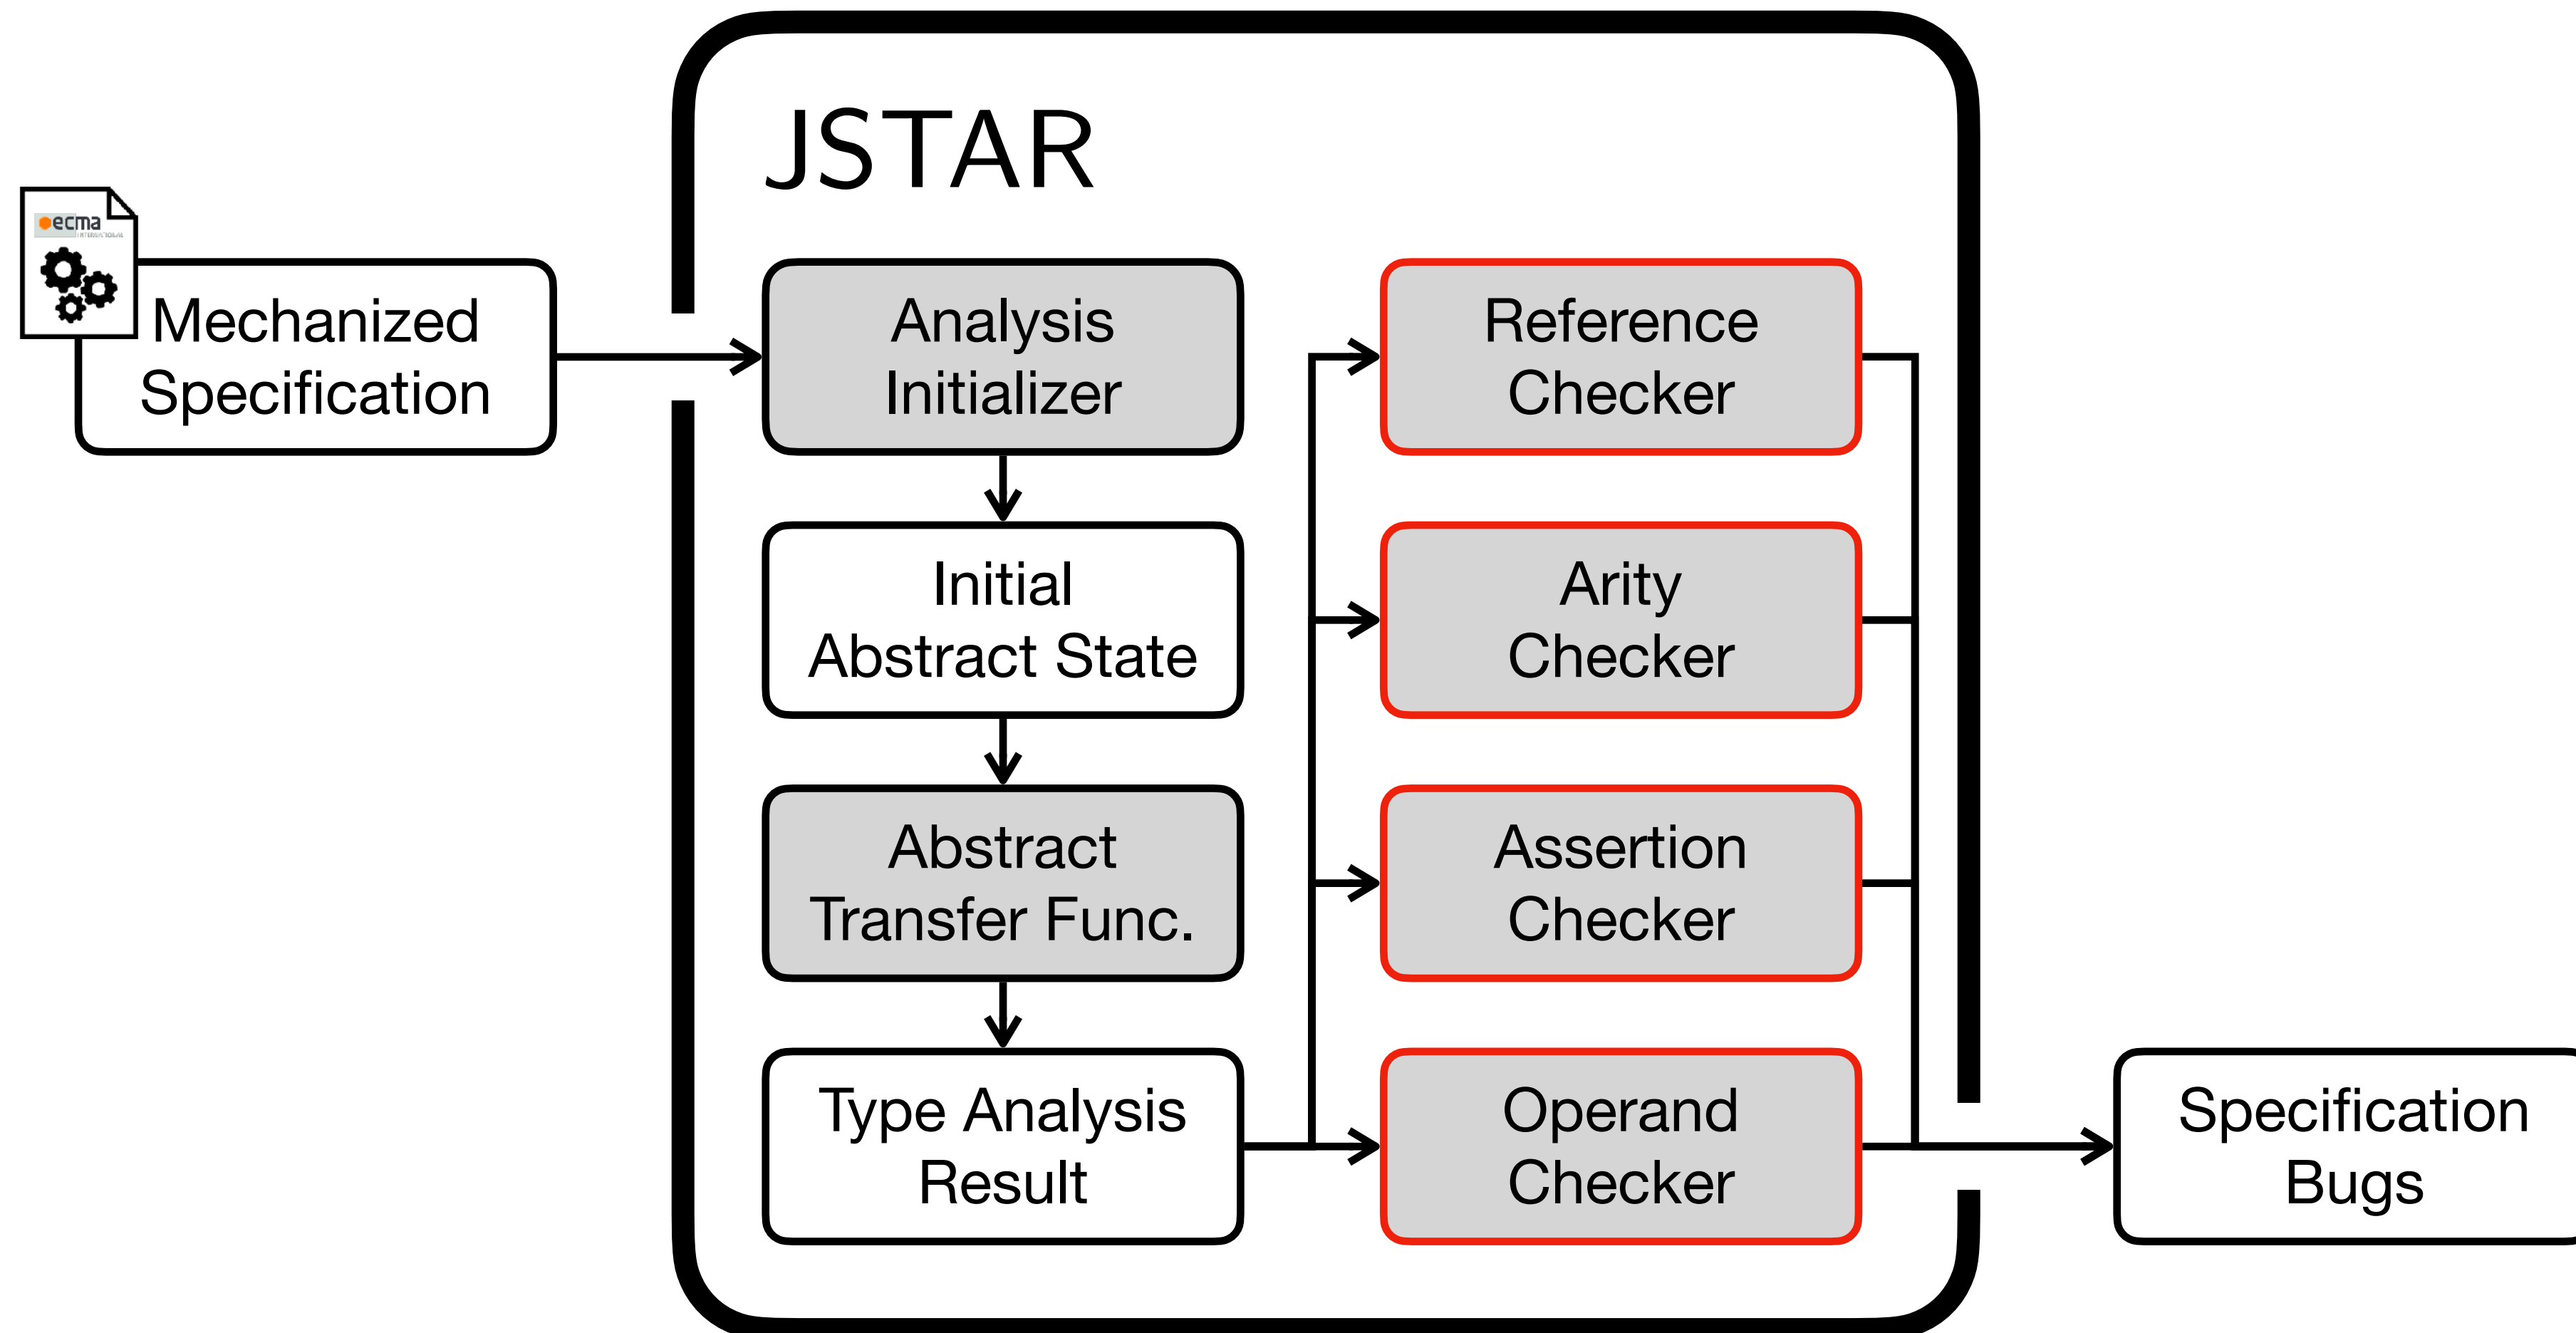 JSTAR
ecma
INTERNATIONAL
Mechanized
Specification
Analysis
Initializer
Initial
Abstract State
Abstract
Transfer Func.
Type Analysis
Result
Reference
Checker
Arity
Checker
Assertion
Checker
Operand
Checker
Specification
Bugs